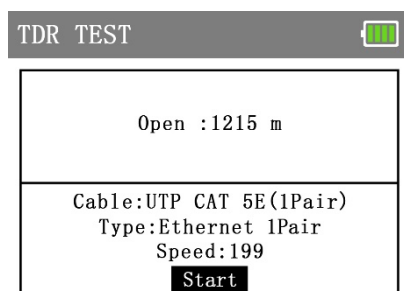 TDR TEST
Open :1215 m
Cable:UTP CAT 5E(1Pair)
Type:Ethernet 1Pair
Speed:199
Start